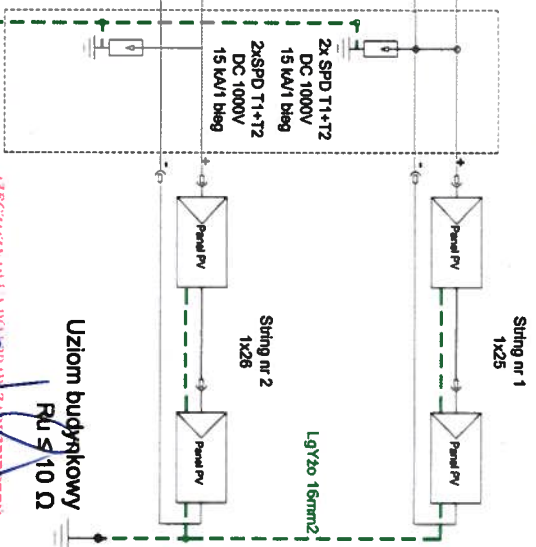 2x SPD T1+T2
DC 1000V
15 kA/1 bieg
2xSPD T1+T2
DC 1000V
15 kA/1 bieg
+
-
+
-
Panel PV
Panel PV
Panel PV
Panel PV
String nr 1
1x25
String nr 2
1x26
LgYżo 16mm2
Uziom budynkowy
Ru ≤ 10 Ω